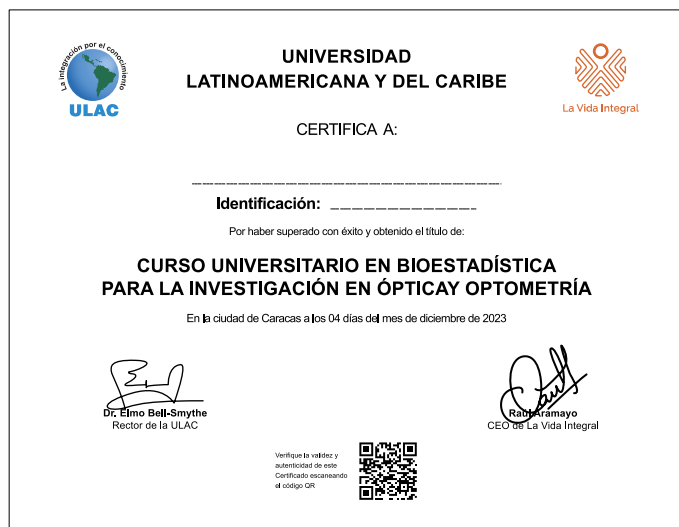 La integración por el conocimiento
ULAC
UNIVERSIDAD
LATINOAMERICANA Y DEL CARIBE
La Vida Integral
CERTIFICA A:
Identificación:
Por haber superado con éxito y obtenido el título de:
CURSO UNIVERSITARIO EN BIOESTADÍSTICA
PARA LA INVESTIGACIÓN EN ÓPTICAY OPTOMETRÍA
En la ciudad de Caracas a los 04 días del mes de diciembre de 2023
Dr. Elmo Bell-Smythe
Rector de la ULAC
Raúl Aramayo
CEO de La Vida Integral
Verifique la validez y
autenticidad de este
Certificado escaneando
el código QR